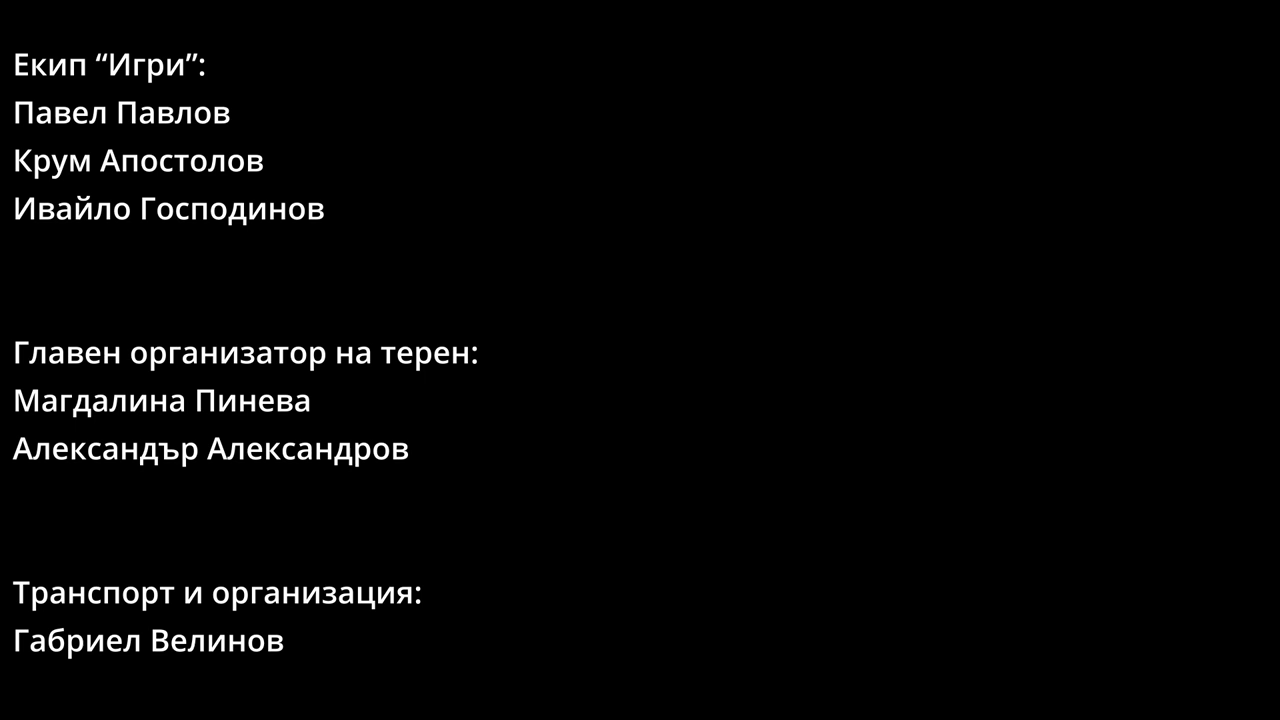 Екип “Игри”:
Павел Павлов
Крум Апостолов
Ивайло Господинов
Главен организатор на терен:
Магдалина Пинева
Александър Александров
Транспорт и организация:
Габриел Велинов